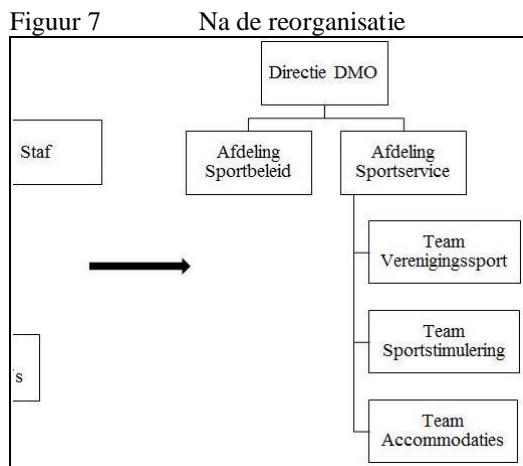 Figuur 7 Na de reorganisatie
Directie DMO
Staf
Afdeling
Sportbeleid
Afdeling
Sportservice
Team
Verenigingssport
Team
Sportstimulering
's
Team
Accommodaties